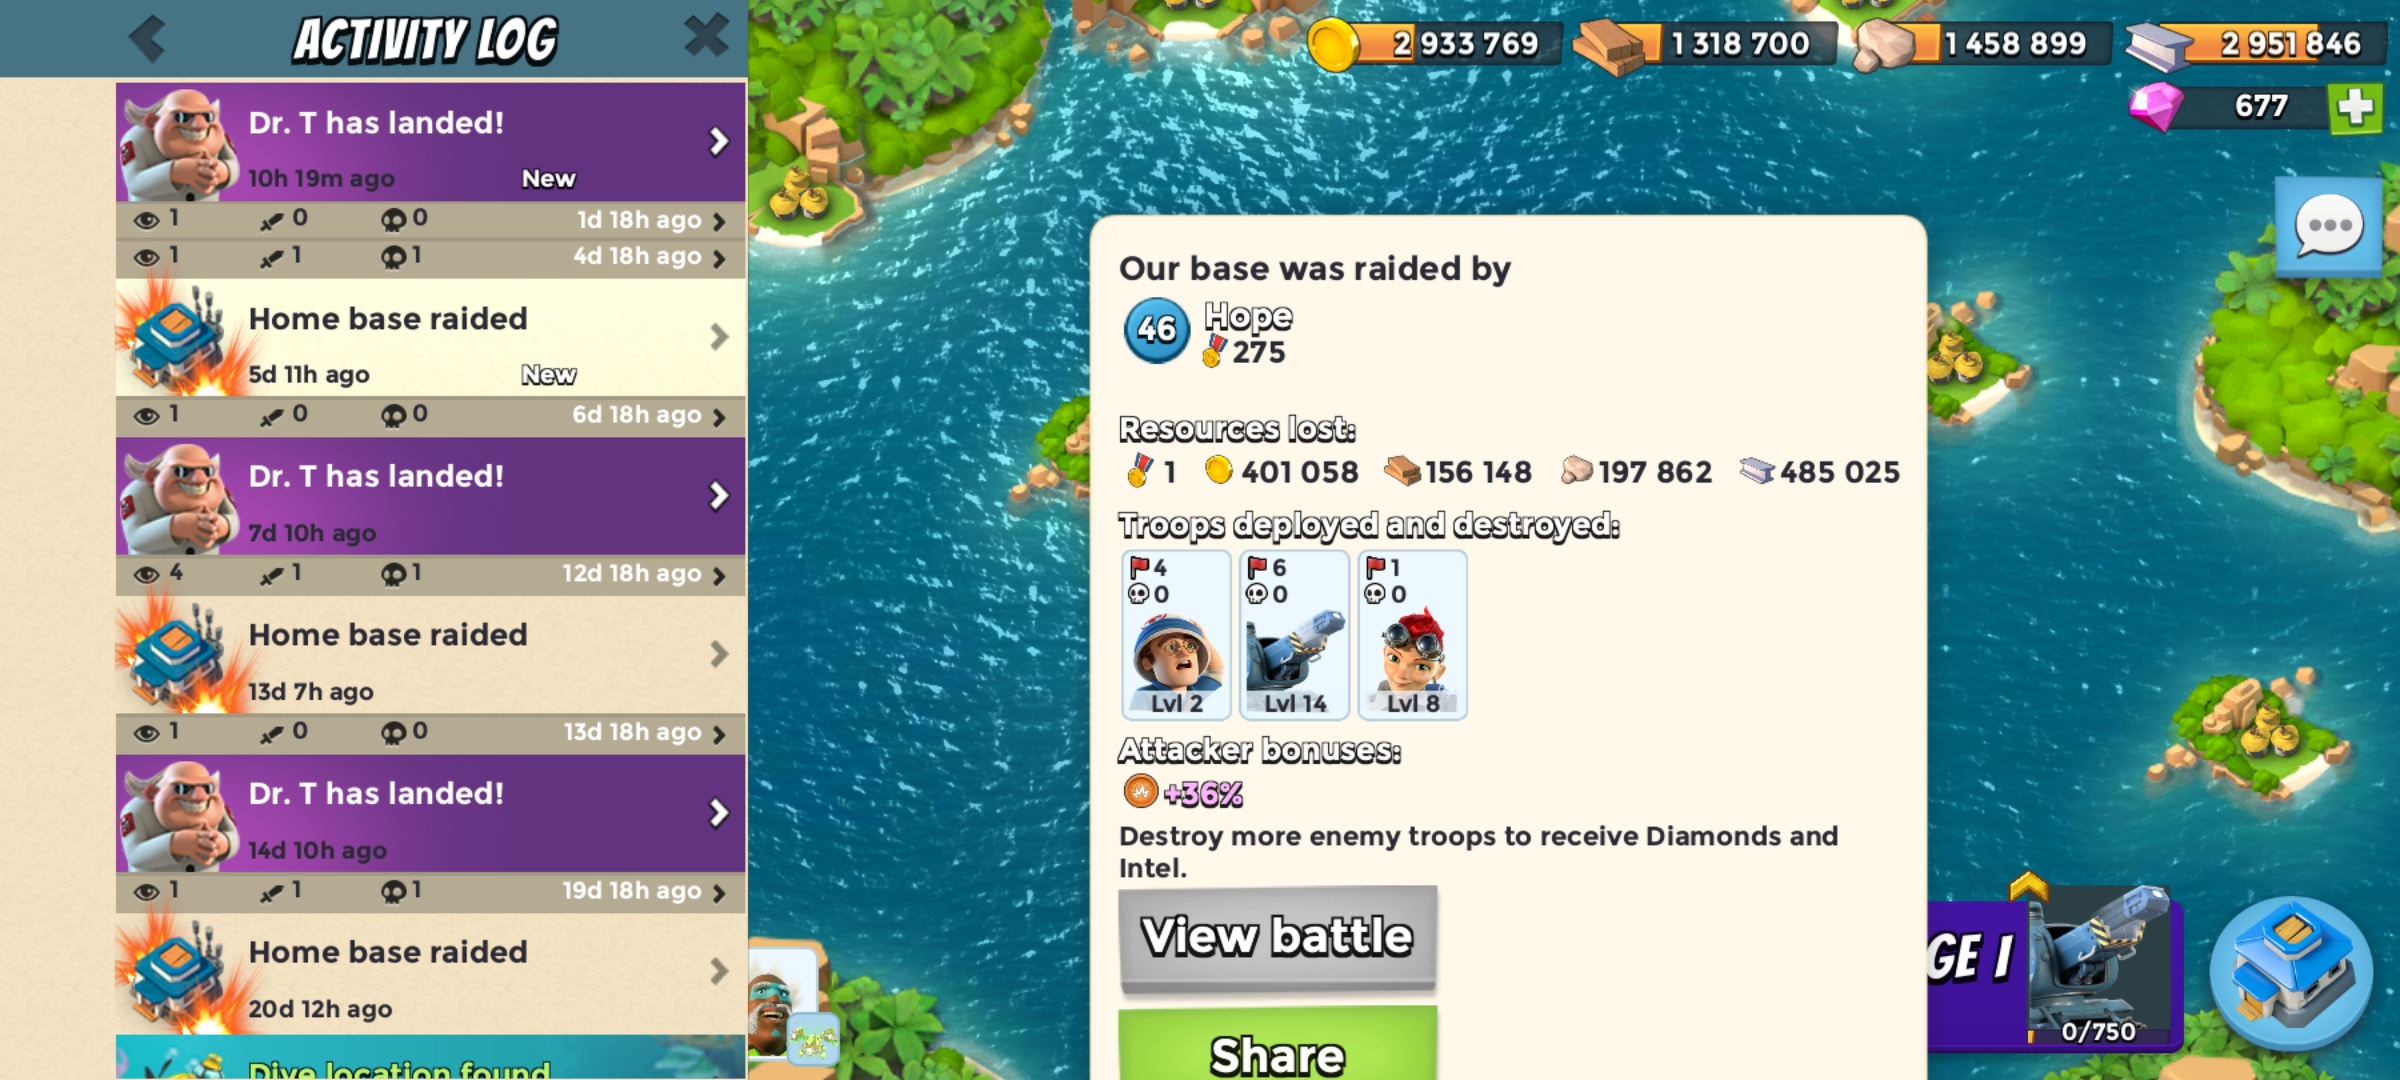 ACTIVITY LOG
Dr. T has landed!
10h 19m ago New
1 0 0 1d 18h ago
1 1 1 4d 18h ago
Home base raided
5d 11h ago New
1 0 0 6d 18h ago
Dr. T has landed!
7d 10h ago
4 1 1 12d 18h ago
Home base raided
13d 7h ago
1 0 0 13d 18h ago
Dr. T has landed!
14d 10h ago
1 1 1 19d 18h ago
Home base raided
20d 12h ago
Dive location found
2 933 769 1 318 700 1 458 899 2 951 846
677
Our base was raided by
46 Hope
275
Resources lost:
1 401 058 156 148 197 862 485 025
Troops deployed and destroyed:
4 6 1
0 0 0
Lvl 2 Lvl 14 Lvl 8
Attacker bonuses:
+36%
Destroy more enemy troops to receive Diamonds and
Intel.
View battle
Share
GE I
0/750